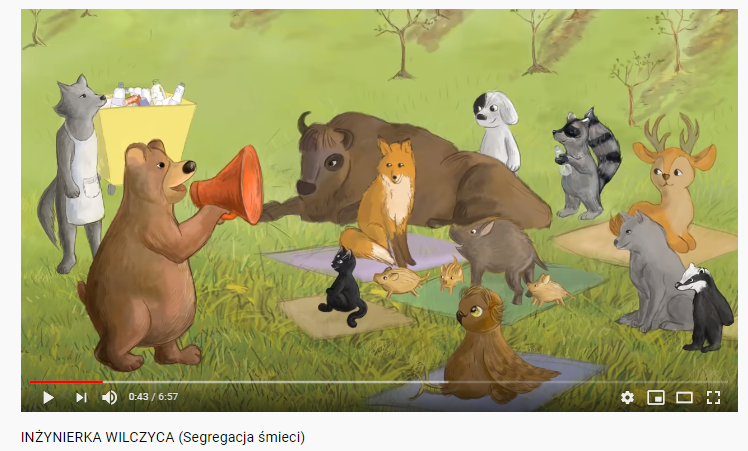 0:43 / 6:57
INŻYNIERKA WILCZYCA (Segregacja śmieci)